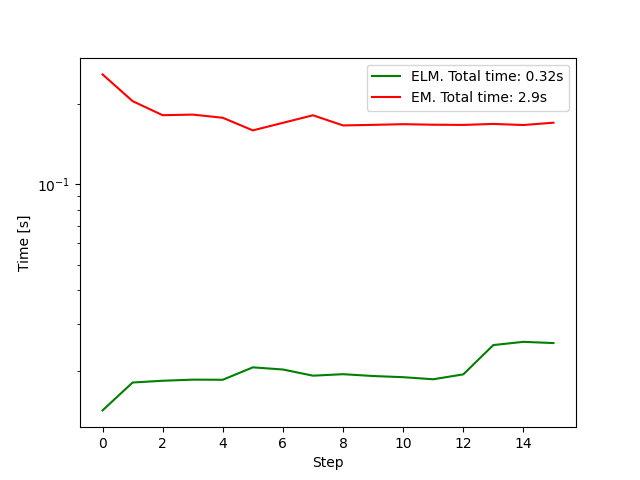 ELM. Total time: 0.32s
EM. Total time: 2.9s
10⁻¹
Time [s]
0 2 4 6 8 10 12 14
Step